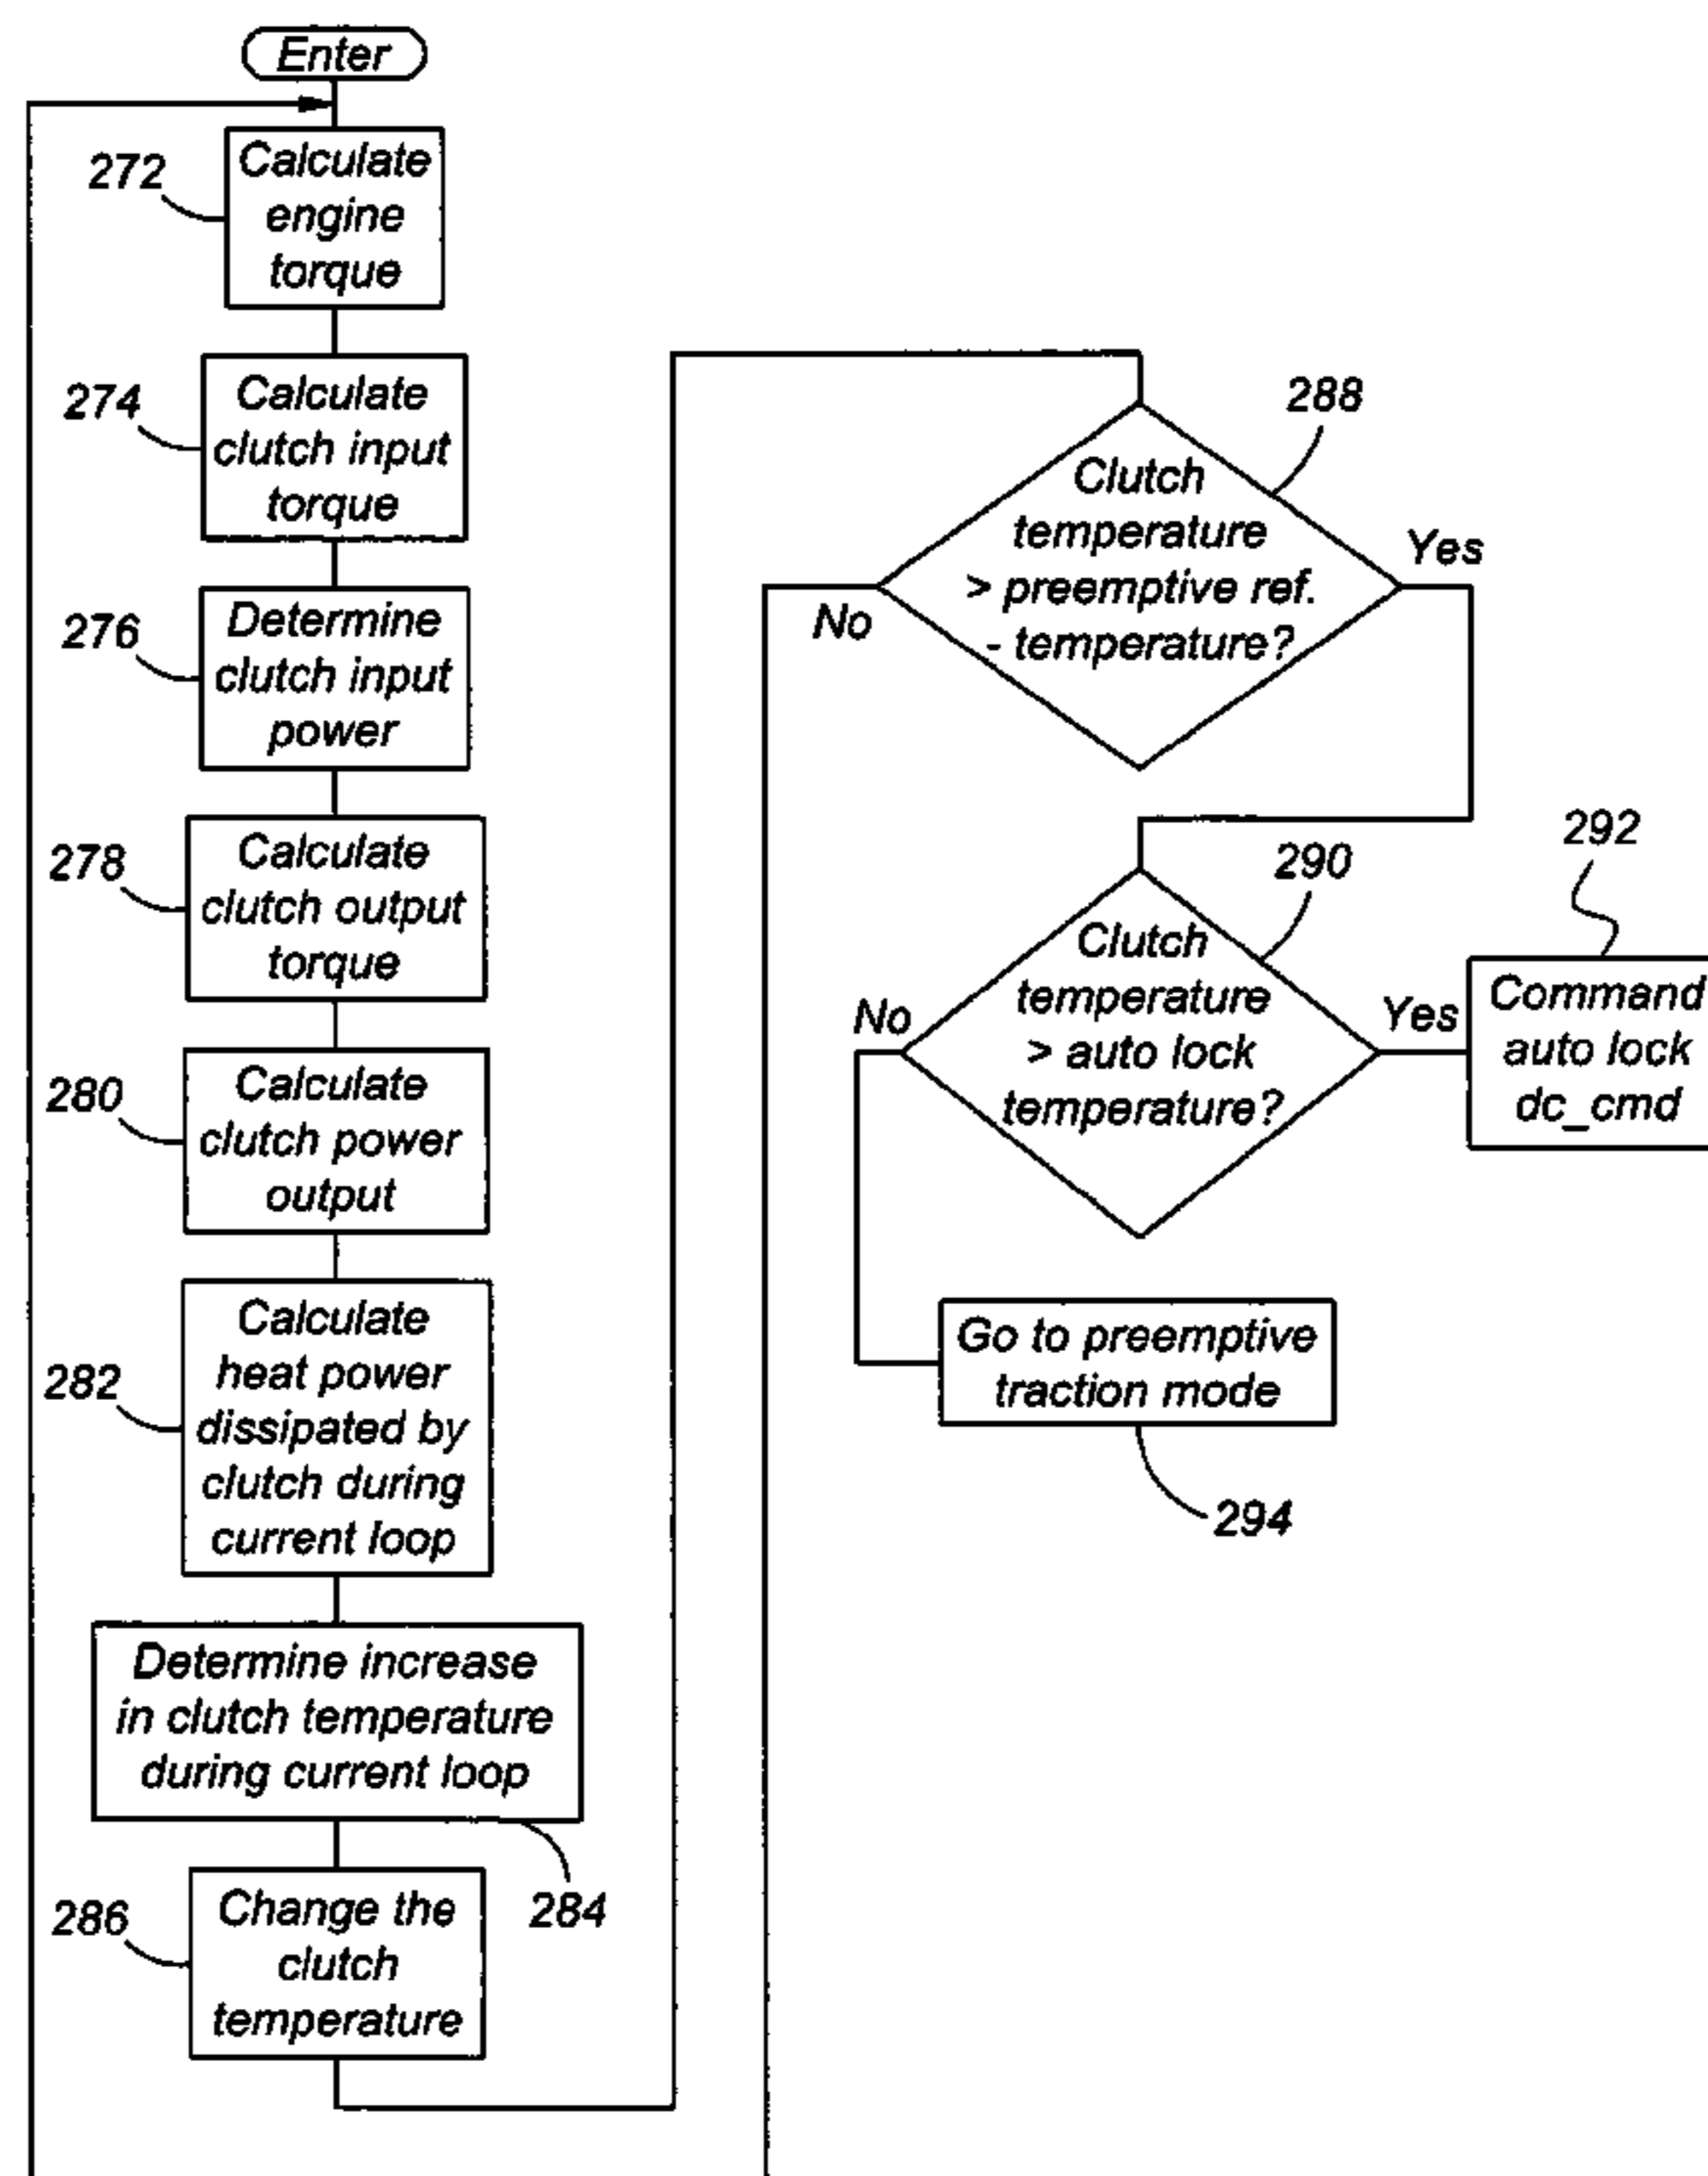 Enter
272
Calculate
engine
torque
274
Calculate
clutch input
torque
276
Determine
clutch input
power
278
Calculate
clutch output
torque
280
Calculate
clutch power
output
282
Calculate
heat power
dissipated by
clutch during
current loop
Determine increase
in clutch temperature
during current loop
284
286
Change the
clutch
temperature
288
Clutch
temperature
> preemptive ref.
- temperature?
Yes
No
290
Clutch
temperature
> auto lock
temperature?
No
Yes
292
Command
auto lock
dc_cmd
Go to preemptive
traction mode
294